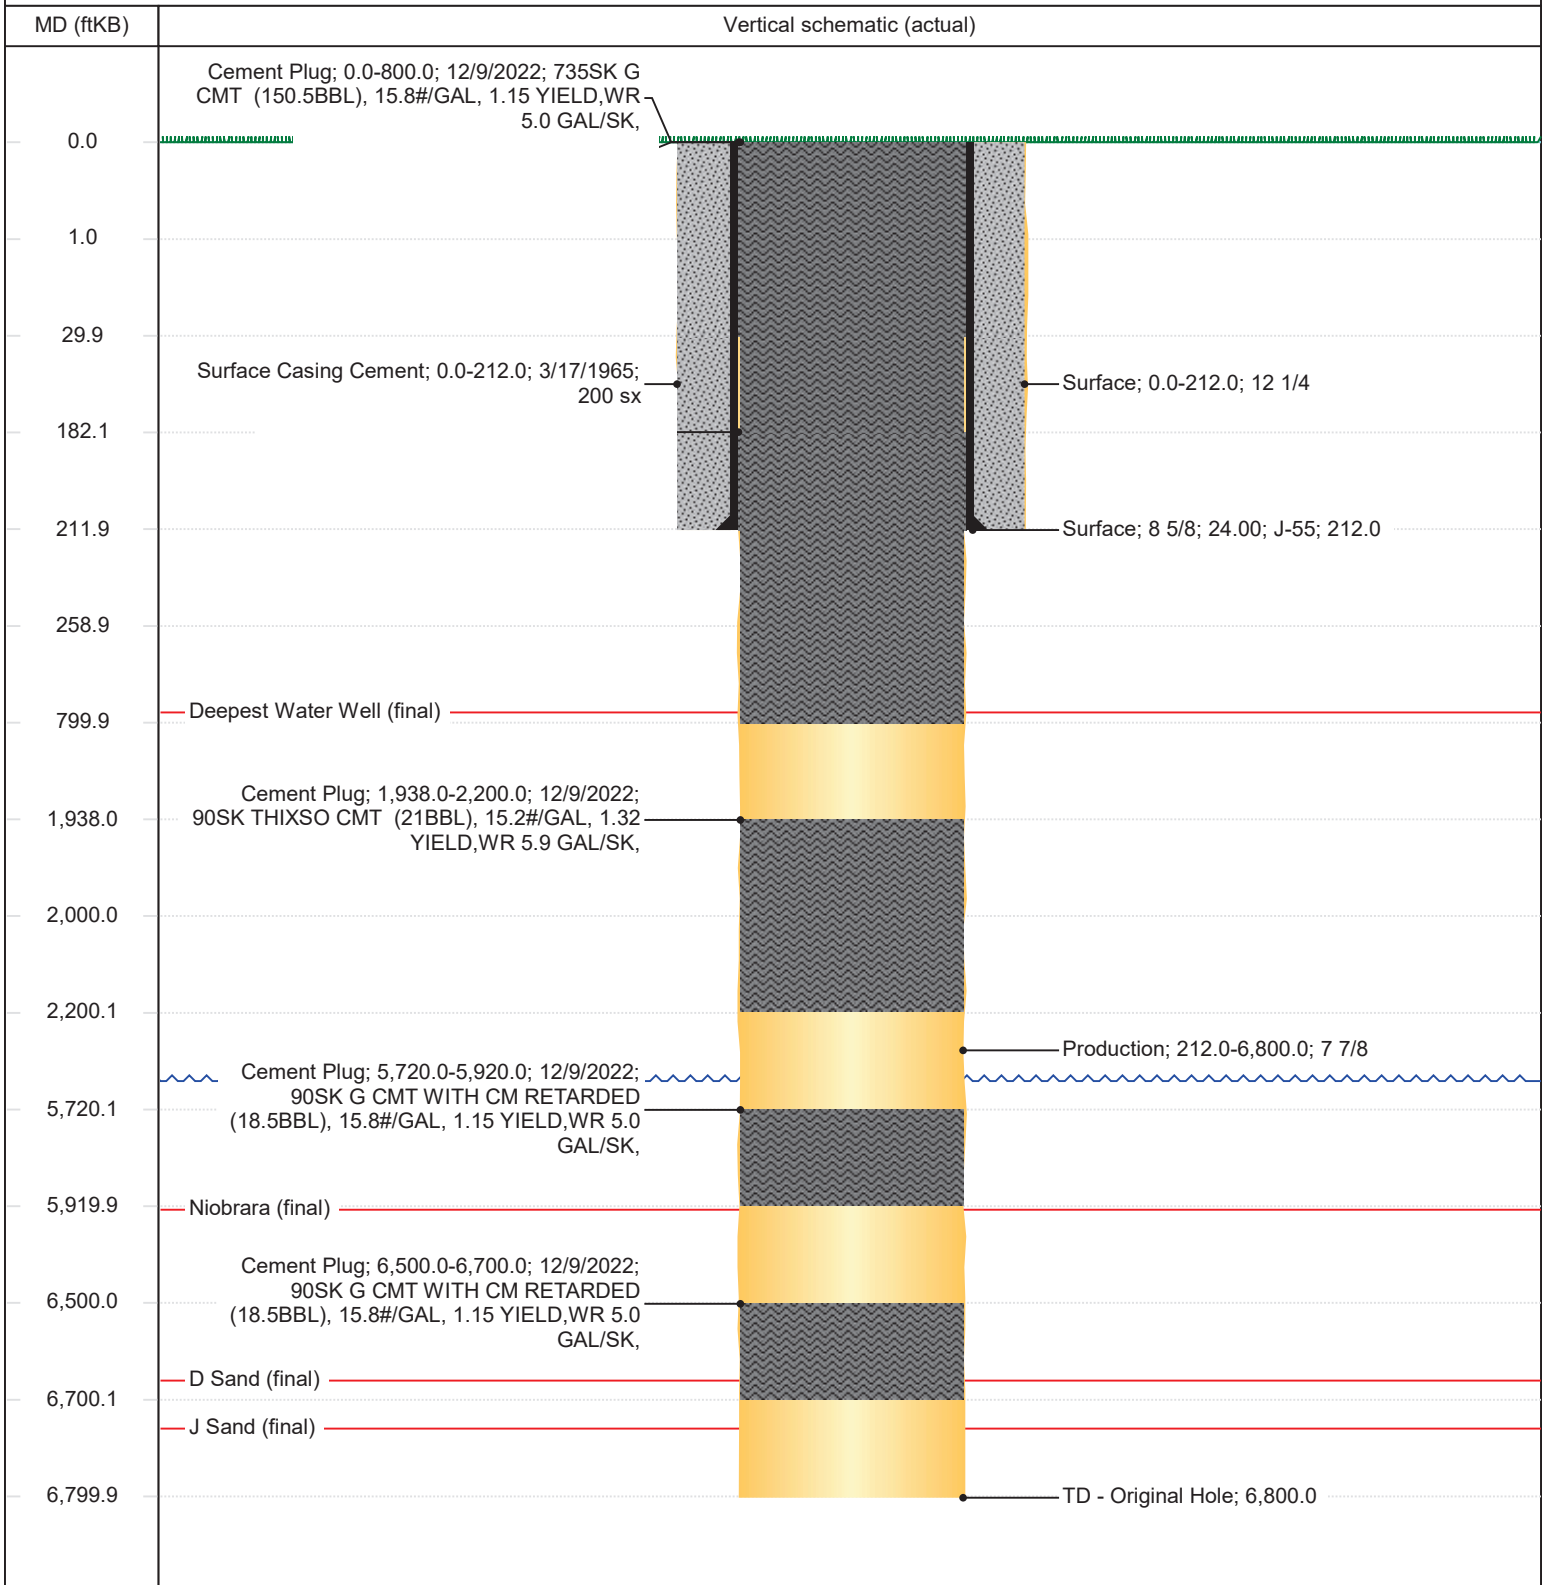 MD (ftKB)
Vertical schematic (actual)
Cement Plug; 0.0-800.0; 12/9/2022; 735SK G
CMT  (150.5BBL), 15.8#/GAL, 1.15 YIELD,WR
5.0 GAL/SK,
0.0
1.0
29.9
Surface Casing Cement; 0.0-212.0; 3/17/1965;
200 sx
Surface; 0.0-212.0; 12 1/4
182.1
211.9
Surface; 8 5/8; 24.00; J-55; 212.0
258.9
Deepest Water Well (final)
799.9
Cement Plug; 1,938.0-2,200.0; 12/9/2022;
90SK THIXSO CMT  (21BBL), 15.2#/GAL, 1.32
YIELD,WR 5.9 GAL/SK,
1,938.0
2,000.0
2,200.1
Production; 212.0-6,800.0; 7 7/8
Cement Plug; 5,720.0-5,920.0; 12/9/2022;
90SK G CMT WITH CM RETARDED
(18.5BBL), 15.8#/GAL, 1.15 YIELD,WR 5.0
GAL/SK,
5,720.1
5,919.9
Niobrara (final)
Cement Plug; 6,500.0-6,700.0; 12/9/2022;
90SK G CMT WITH CM RETARDED
(18.5BBL), 15.8#/GAL, 1.15 YIELD,WR 5.0
GAL/SK,
6,500.0
D Sand (final)
6,700.1
J Sand (final)
6,799.9
TD - Original Hole; 6,800.0